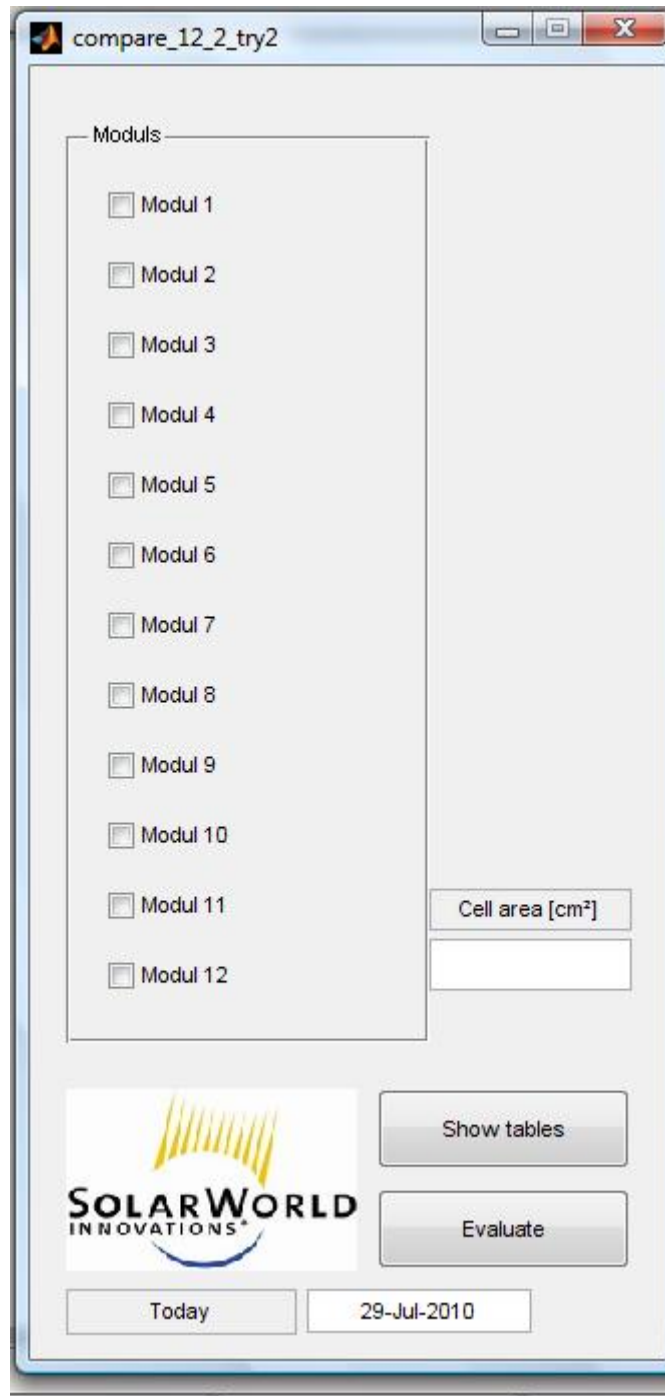 compare_12_2_try2
Moduls
Modul 1
Modul 2
Modul 3
Modul 4
Modul 5
Modul 6
Modul 7
Modul 8
Modul 9
Modul 10
Modul 11
Cell area [cm²]
Modul 12
Show tables
SOLARWORLD
INNOVATIONS
Evaluate
Today
29-Jul-2010